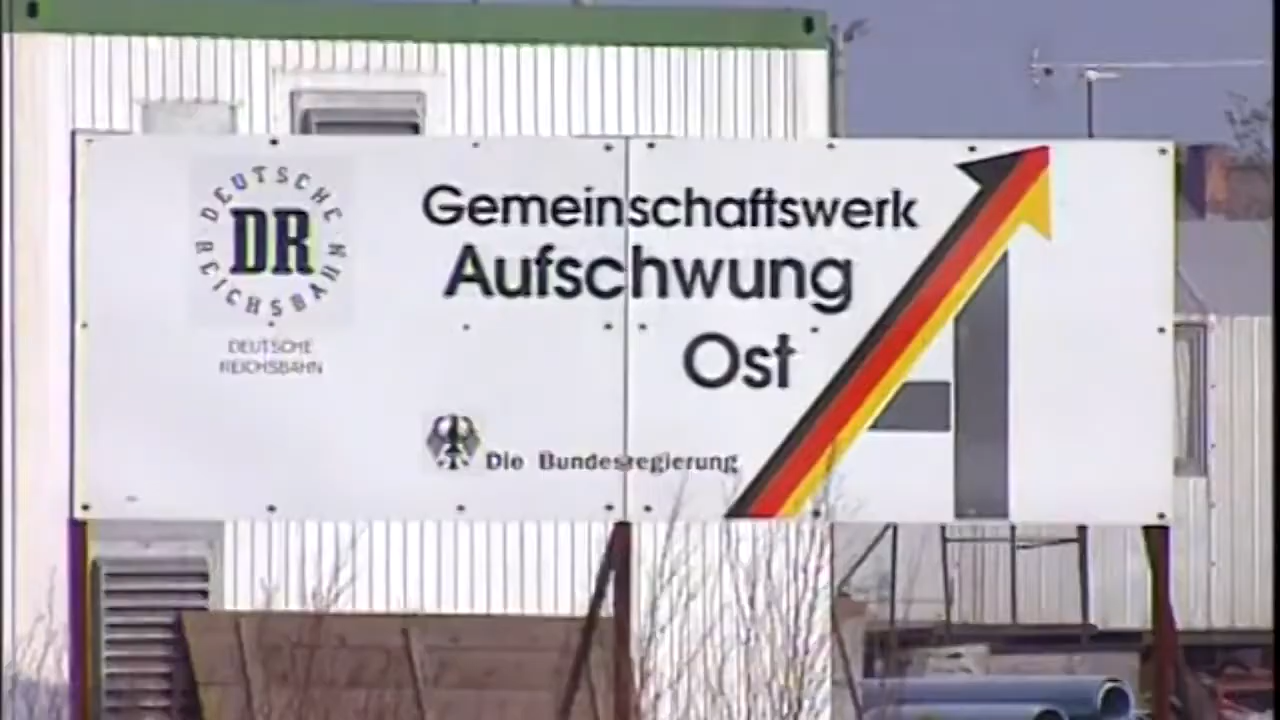 DEUTSCHE REICHSBAHN
DR
DEUTSCHE
REICHSBAHN
Gemeinschaftswerk
Aufschwung
Ost
Die Bundesregierung